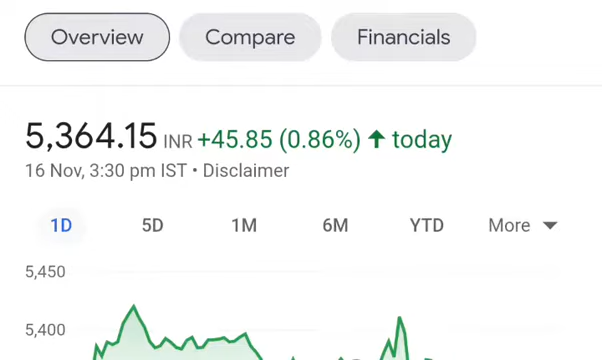 Overview Compare Financials
5,364.15 INR +45.85 (0.86%) ↑ today
16 Nov, 3:30 pm IST • Disclaimer
1D 5D 1M 6M YTD More
5,450
5,400